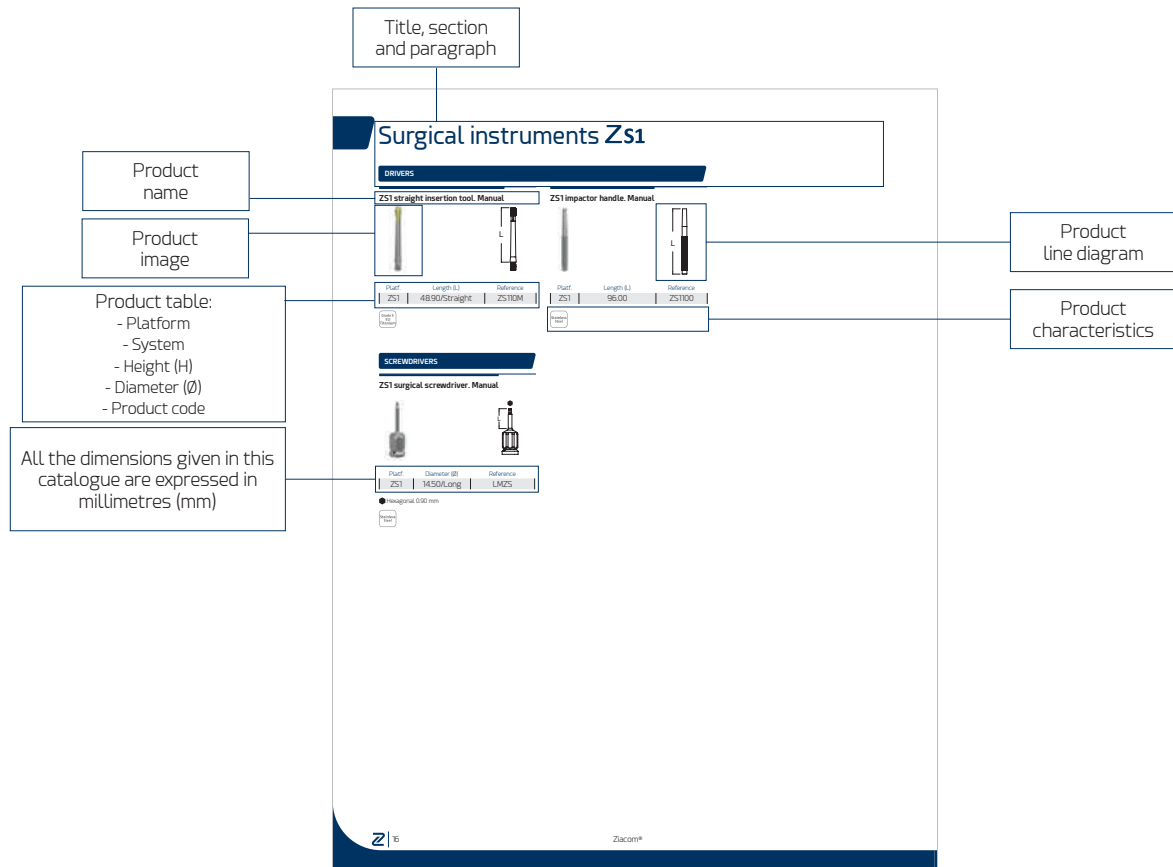 Title, section
and paragraph
Surgical instruments ZS1
DRIVERS
Product
name
ZS1 straight insertion tool. Manual
ZS1 impactor handle. Manual
Product
image
L
L
Product
line diagram
Product table:
- Platform
- System
- Height (H)
- Diameter (Ø)
- Product code
Platf. Length (L) Reference
ZS1 48.90/Straight ZS110M
Platf. Length (L) Reference
ZS1 96.00 ZS1100
Stainless
Steel
Product
characteristics
SCREWDRIVERS
ZS1 surgical screwdriver. Manual
L
All the dimensions given in this
catalogue are expressed in
millimetres (mm)
Platf. Diameter (Ø) Reference
ZS1 14.50/Long LMZS
Hexagonal 0.90 mm
Stainless
Steel
Z 16
Ziacom®